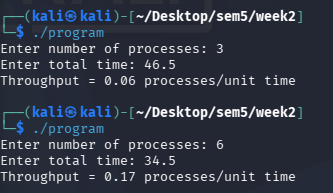 ┌──(kali㉿kali)-[~/Desktop/sem5/week2]
└─$ ./program
Enter number of processes: 3
Enter total time: 46.5
Throughput = 0.06 processes/unit time
┌──(kali㉿kali)-[~/Desktop/sem5/week2]
└─$ ./program
Enter number of processes: 6
Enter total time: 34.5
Throughput = 0.17 processes/unit time